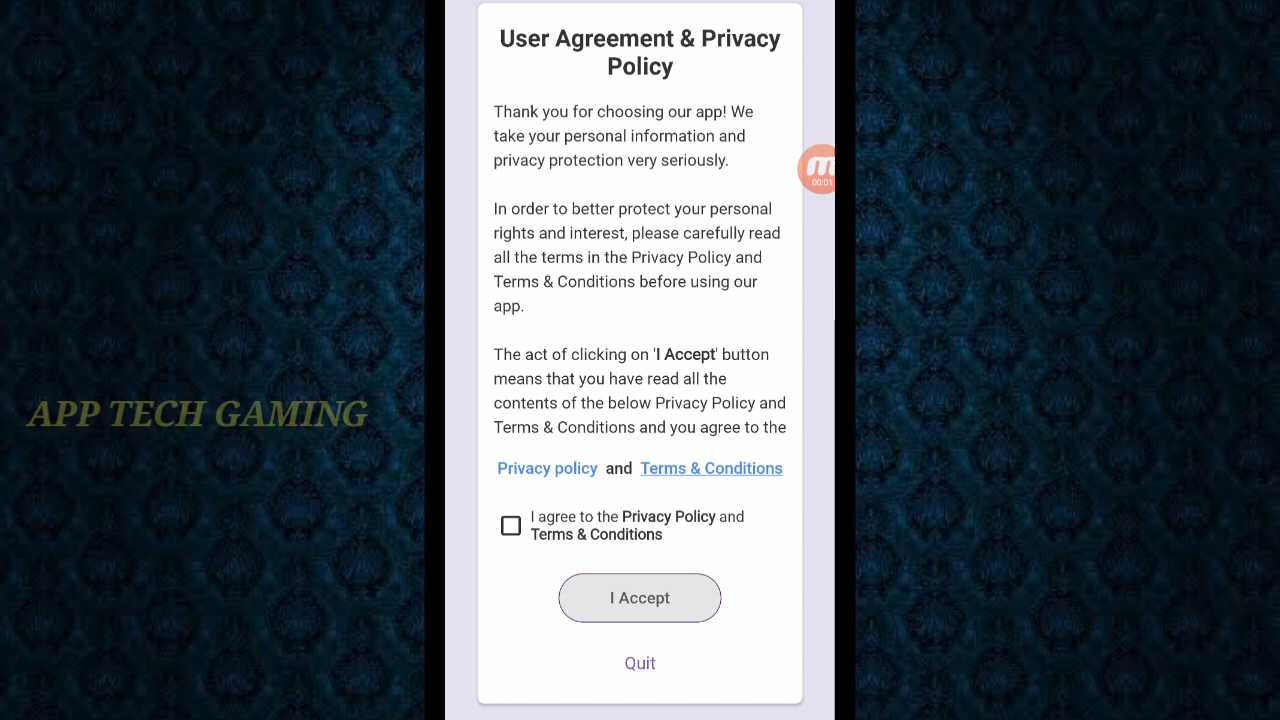 User Agreement & Privacy
Policy
Thank you for choosing our app! We
take your personal information and
privacy protection very seriously.
In order to better protect your personal
rights and interest, please carefully read
all the terms in the Privacy Policy and
Terms & Conditions before using our
app.
The act of clicking on 'I Accept' button
means that you have read all the
contents of the below Privacy Policy and
Terms & Conditions and you agree to the
Privacy policy and Terms & Conditions
I agree to the Privacy Policy and
Terms & Conditions
I Accept
Quit
00:01
APP TECH GAMING